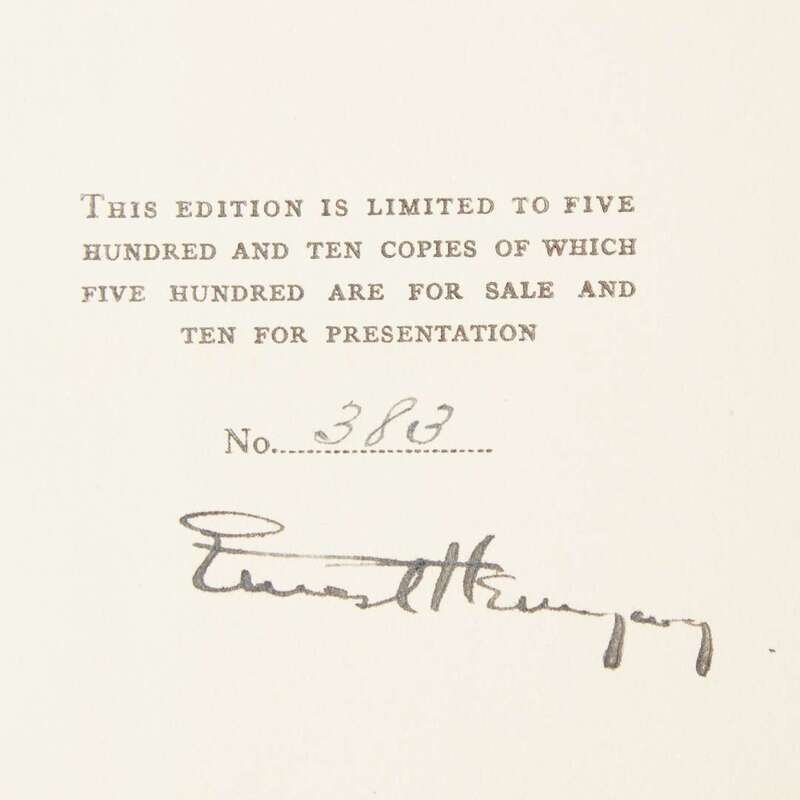 THIS EDITION IS LIMITED TO FIVE
HUNDRED AND TEN COPIES OF WHICH
FIVE HUNDRED ARE FOR SALE AND
TEN FOR PRESENTATION
No. 383
Ernest Hemingway